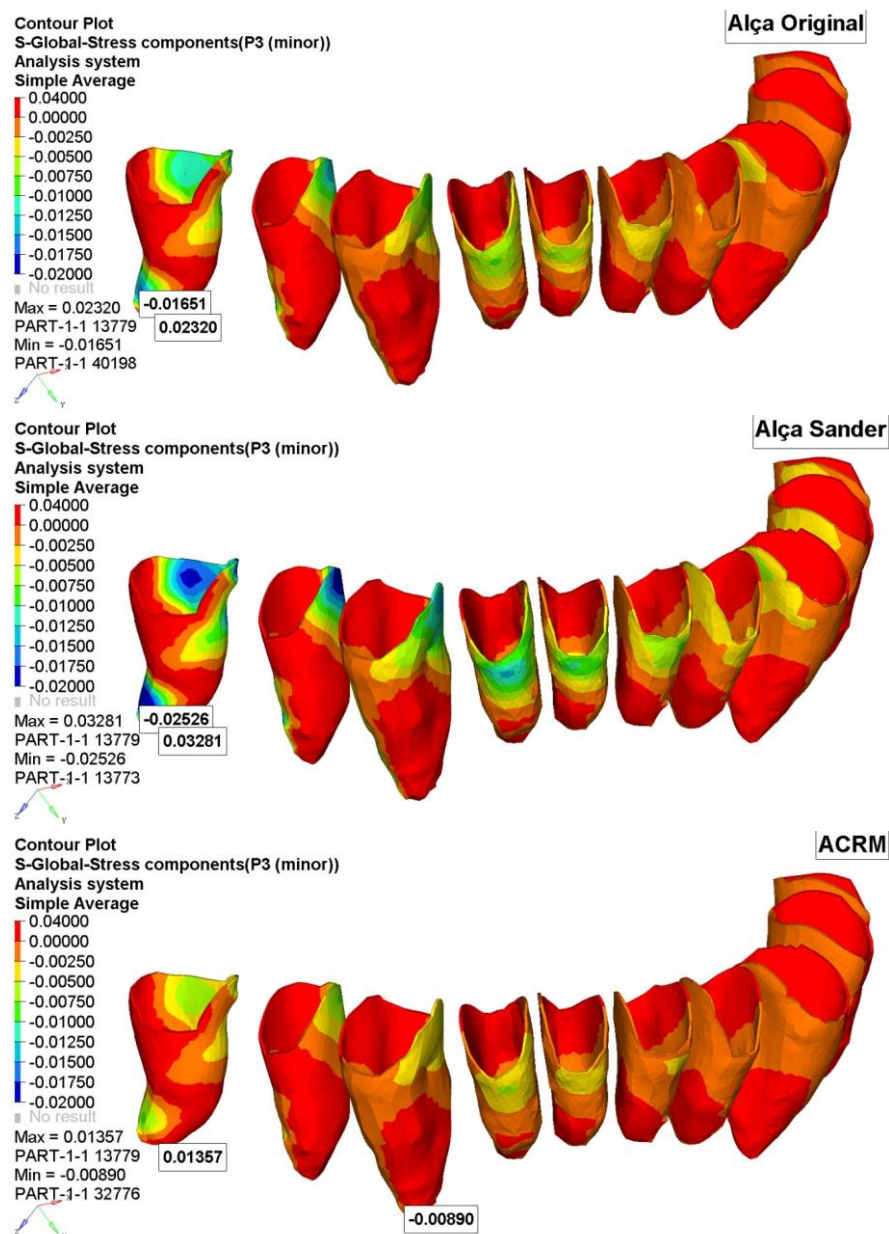 Contour Plot
S-Global-Stress components(P3 (minor))
Analysis system
Simple Average
Alça Original
0.04000
0.00000
-0.00250
-0.00500
-0.00750
-0.01000
-0.01250
-0.01500
-0.01750
-0.02000
No result
Max = 0.02320
PART-1-1 13779
Min = -0.01651
PART-1-1 40198
-0.01651
0.02320
X
Z
Y
Contour Plot
S-Global-Stress components(P3 (minor))
Analysis system
Simple Average
Alça Sander
0.04000
0.00000
-0.00250
-0.00500
-0.00750
-0.01000
-0.01250
-0.01500
-0.01750
-0.02000
No result
Max = 0.03281
PART-1-1 13779
Min = -0.02526
PART-1-1 13773
-0.02526
0.03281
X
Z
Y
Contour Plot
S-Global-Stress components(P3 (minor))
Analysis system
Simple Average
ACRM
0.04000
0.00000
-0.00250
-0.00500
-0.00750
-0.01000
-0.01250
-0.01500
-0.01750
-0.02000
No result
Max = 0.01357
PART-1-1 13779
Min = -0.00890
PART-1-1 32776
0.01357
-0.00890
X
Z
Y